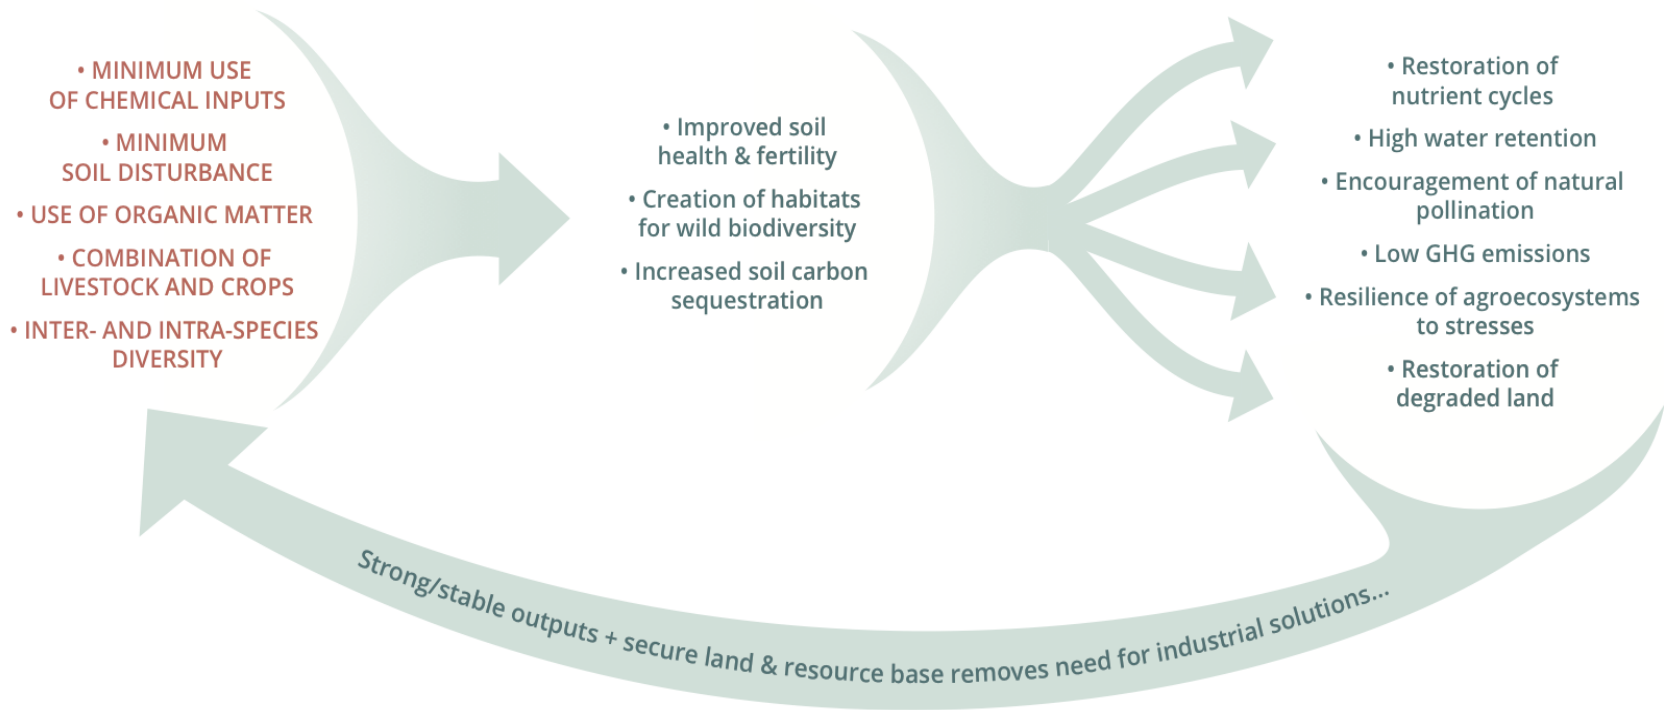 • MINIMUM USE
OF CHEMICAL INPUTS
• MINIMUM
SOIL DISTURBANCE
• USE OF ORGANIC MATTER
• COMBINATION OF
LIVESTOCK AND CROPS
• INTER- AND INTRA-SPECIES
DIVERSITY
• Improved soil
health & fertility
• Creation of habitats
for wild biodiversity
• Increased soil carbon
sequestration
• Restoration of
nutrient cycles
• High water retention
• Encouragement of natural
pollination
• Low GHG emissions
• Resilience of agroecosystems
to stresses
• Restoration of
degraded land
Strong/stable outputs + secure land & resource base removes need for industrial solutions...